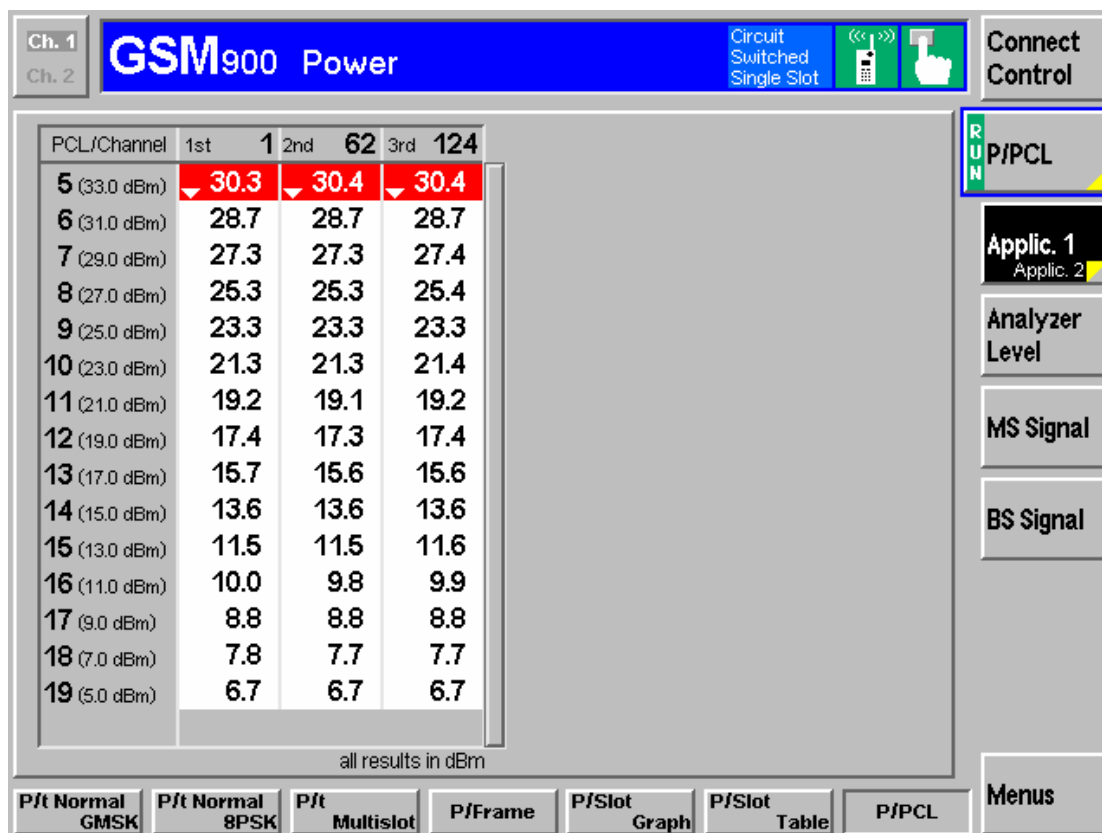 Ch. 1
Ch. 2
GSM900 Power
Circuit
Switched
Single Slot
Connect
Control
PCL/Channel 1st 1 2nd 62 3rd 124
5 (33.0 dBm) 30.3 30.4 30.4
6 (31.0 dBm) 28.7 28.7 28.7
7 (29.0 dBm) 27.3 27.3 27.4
8 (27.0 dBm) 25.3 25.3 25.4
9 (25.0 dBm) 23.3 23.3 23.3
10 (23.0 dBm) 21.3 21.3 21.4
11 (21.0 dBm) 19.2 19.1 19.2
12 (19.0 dBm) 17.4 17.3 17.4
13 (17.0 dBm) 15.7 15.6 15.6
14 (15.0 dBm) 13.6 13.6 13.6
15 (13.0 dBm) 11.5 11.5 11.6
16 (11.0 dBm) 10.0 9.8 9.9
17 (9.0 dBm) 8.8 8.8 8.8
18 (7.0 dBm) 7.8 7.7 7.7
19 (5.0 dBm) 6.7 6.7 6.7
all results in dBm
RUN
P/PCL
Applic. 1
Applic. 2
Analyzer
Level
MS Signal
BS Signal
Menus
P/t Normal
GMSK
P/t Normal
8PSK
P/t
Multislot
P/Frame
P/Slot
Graph
P/Slot
Table
P/PCL